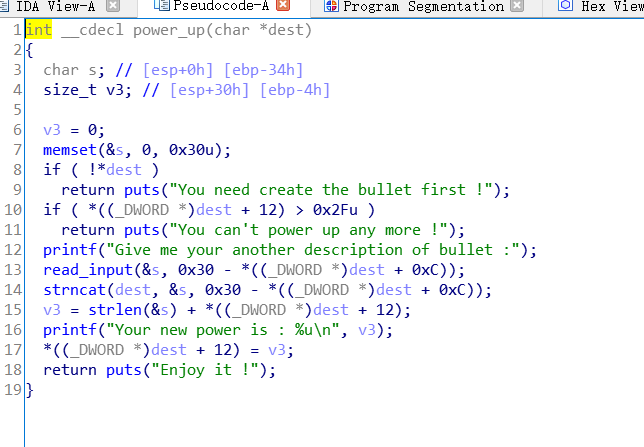 IDA View-A Pseudocode-A Program Segmentation Hex View
1 int __cdecl power_up(char *dest)
2 {
3 char s; // [esp+0h] [ebp-34h]
4 size_t v3; // [esp+30h] [ebp-4h]
5
6 v3 = 0;
7 memset(&s, 0, 0x30u);
8 if ( !*dest )
9 return puts("You need create the bullet first !");
10 if ( *((_DWORD *)dest + 12) > 0x2Fu )
11 return puts("You can't power up any more !");
12 printf("Give me your another description of bullet :");
13 read_input(&s, 0x30 - *((_DWORD *)dest + 0xC));
14 strncat(dest, &s, 0x30 - *((_DWORD *)dest + 0xC));
15 v3 = strlen(&s) + *((_DWORD *)dest + 12);
16 printf("Your new power is : %u\n", v3);
17 *((_DWORD *)dest + 12) = v3;
18 return puts("Enjoy it !");
19 }